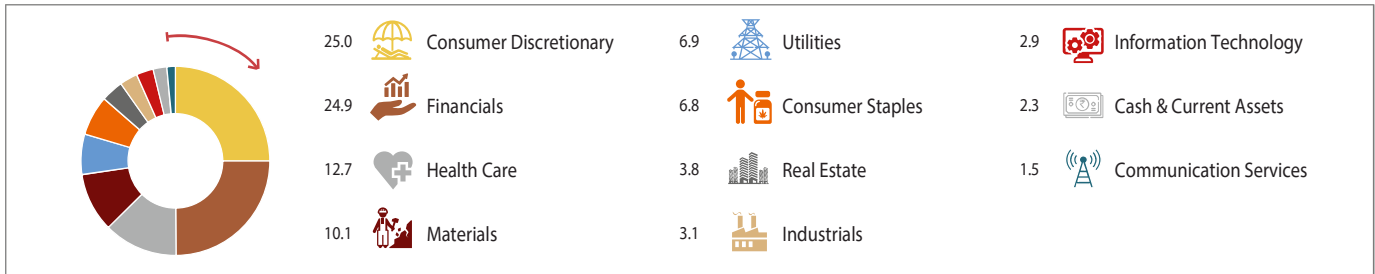 25.0 Consumer Discretionary
24.9 Financials
12.7 Health Care
10.1 Materials
6.9 Utilities
6.8 Consumer Staples
3.8 Real Estate
3.1 Industrials
2.9 Information Technology
2.3 Cash & Current Assets
1.5 Communication Services